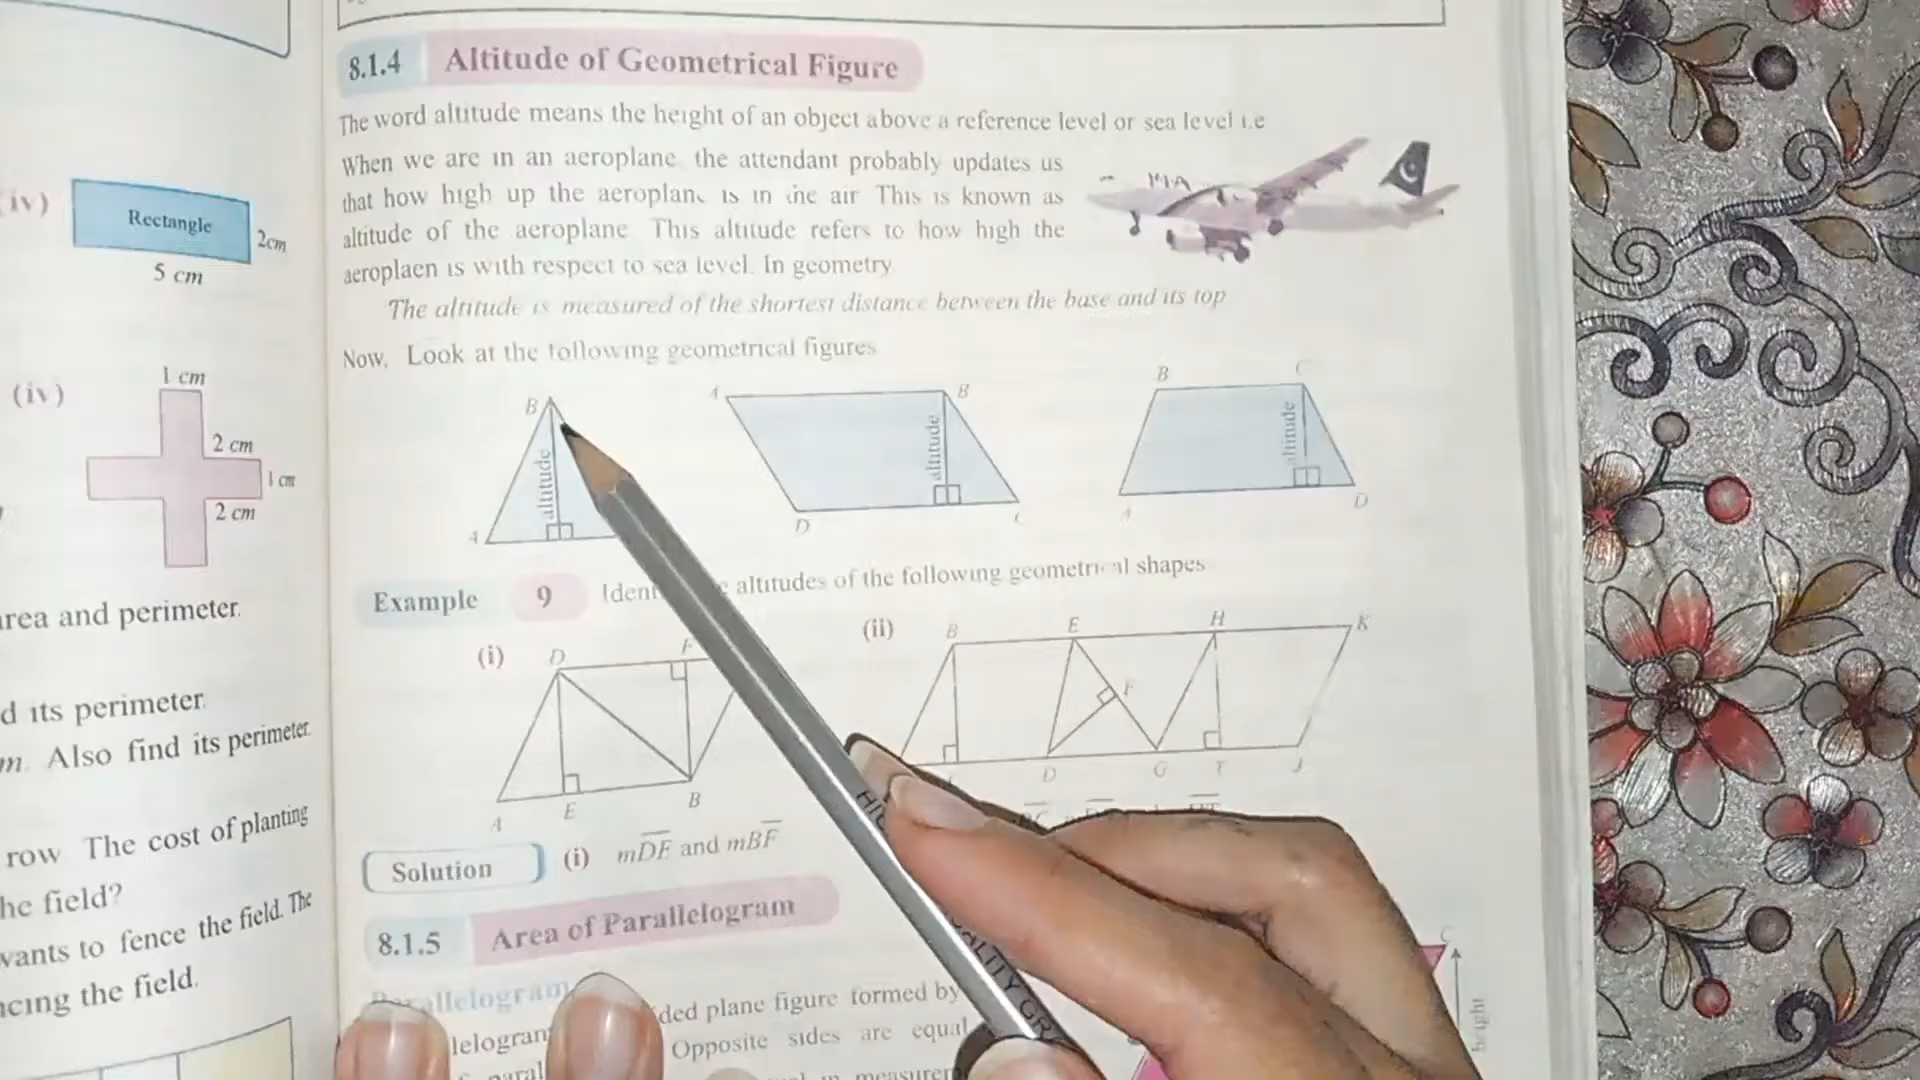 8.1.4 Altitude of Geometrical Figure
The word altitude means the height of an object above a reference level or sea level i.e
When we are in an aeroplane the attendant probably updates us
that how high up the aeroplane is in the air This is known as
altitude of the aeroplane This altitude refers to how high the
aeroplaen is with respect to sea level. In geometry
The altitude is measured of the shortest distance between the base and its top
Now, Look at the following geometrical figures
B
altitude
A
A
B
altitude
D
C
B
C
altitude
A
D
Example 9 altitudes of the following geometrical shapes
(i)
D
F
A
E
B
(ii)
B
E
H
K
F
D
G
J
Solution (i) mDE and mBF
8.1.5 Area of Parallelogram
Parallelogram
plane figure formed by
Opposite sides are equal
C
height
iv)
Rectangle
2cm
5 cm
(iv)
1 cm
2 cm
1 cm
2 cm
area and perimeter.
d its perimeter.
m. Also find its perimeter.
row The cost of planting
he field?
wants to fence the field. The
ncing the field.